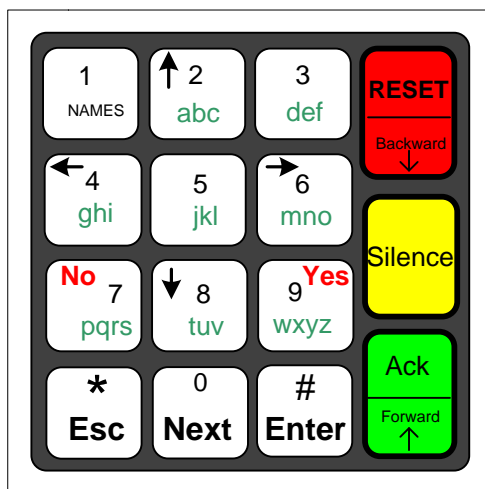 1
NAMES
2
abc
3
def
RESET
Backward
4
ghi
5
jkl
6
mno
Silence
No
7
pqrs
8
tuv
Yes
9
wxyz
Ack
Forward
*
Esc
0
Next
#
Enter